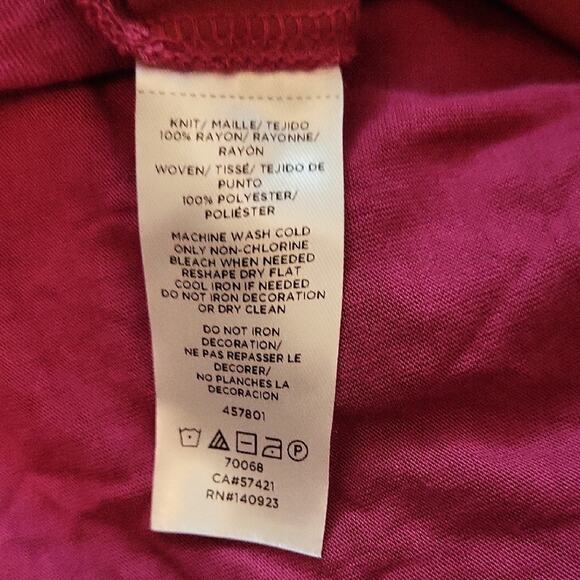 KNIT/ MAILLE/ TEJIDO
100% RAYON/ RAYONNE/
RAYÓN
WOVEN/ TISSÉ/ TEJIDO DE
PUNTO
100% POLYESTER/
POLIÉSTER
MACHINE WASH COLD
ONLY NON-CHLORINE
BLEACH WHEN NEEDED
RESHAPE DRY FLAT
COOL IRON IF NEEDED
DO NOT IRON DECORATION
OR DRY CLEAN
DO NOT IRON
DECORATION/
NE PAS REPASSER LE
DECORER/
NO PLANCHES LA
DECORACION
457801
P
70068
CA#57421
RN#140923